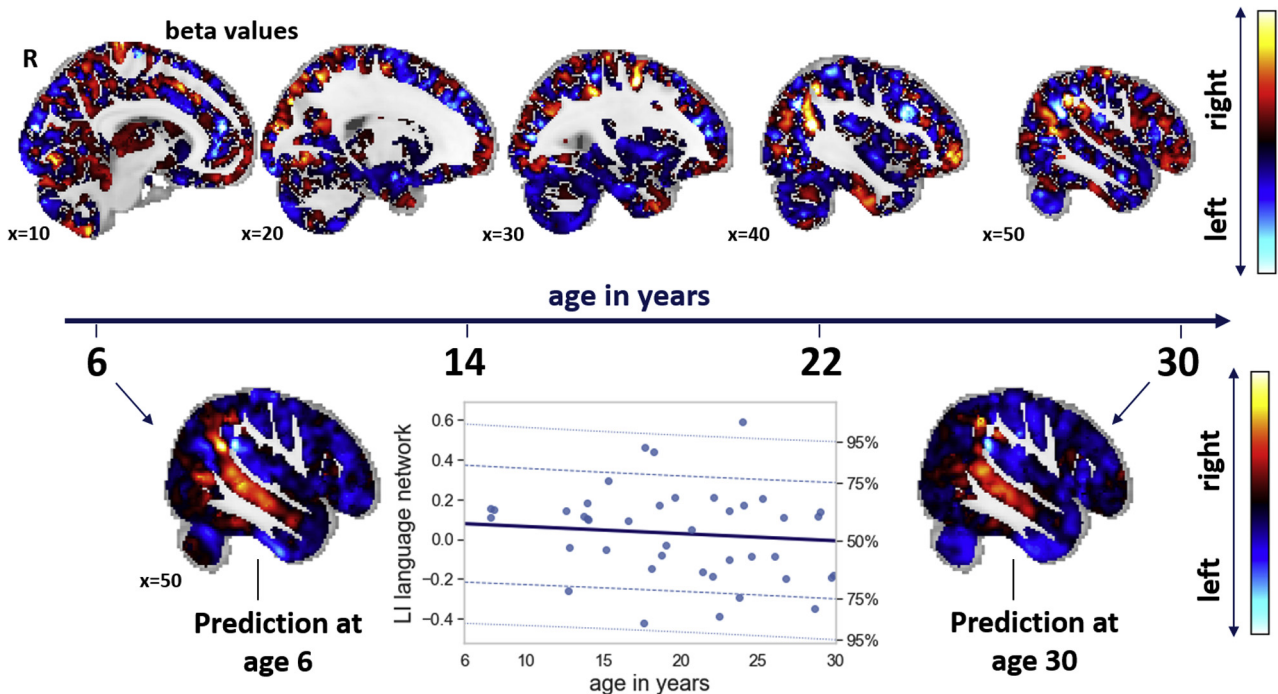 beta values
R
x=10
x=20
x=30
x=40
x=50
right
left
age in years
6
14
22
30
x=50
Prediction at
age 6
LI language network
0.6
0.4
0.2
0.0
−0.2
−0.4
95%
75%
50%
75%
95%
6
10
15
20
25
30
age in years
Prediction at
age 30
right
left